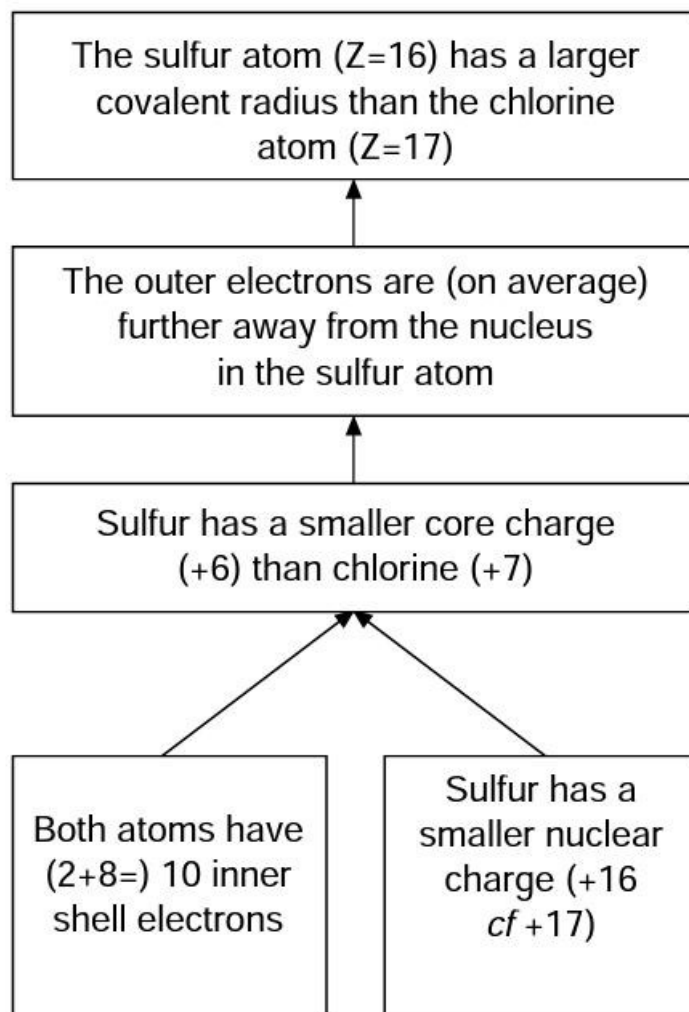 The sulfur atom (Z=16) has a larger
covalent radius than the chlorine
atom (Z=17)
The outer electrons are (on average)
further away from the nucleus
in the sulfur atom
Sulfur has a smaller core charge
(+6) than chlorine (+7)
Both atoms have
(2+8=) 10 inner
shell electrons
Sulfur has a
smaller nuclear
charge (+16
cf +17)